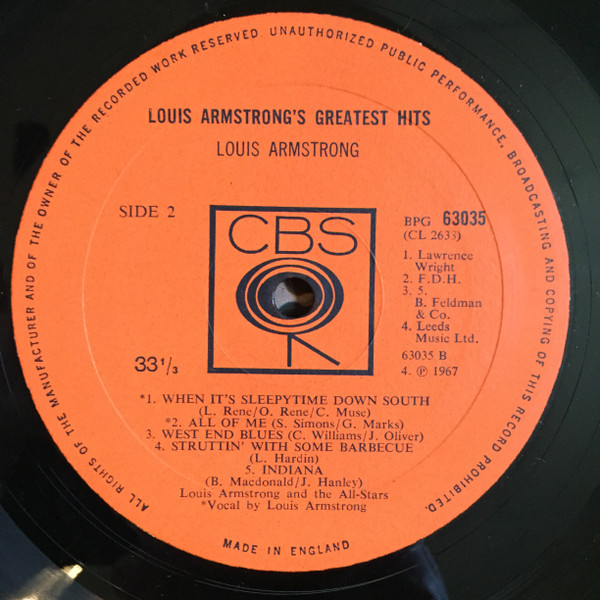 ALL RIGHTS OF THE MANUFACTURER AND OF THE OWNER OF THE RECORDED WORK RESERVED. UNAUTHORIZED PUBLIC PERFORMANCE, BROADCASTING AND COPYING OF THIS RECORD PROHIBITED.
LOUIS ARMSTRONG'S GREATEST HITS
LOUIS ARMSTRONG
SIDE 2
CBS
BPG 63035
(CL 2633)
1. Lawrence
Wright
2. F.D.H.
3. 5.
B. Feldman
& Co.
4. Leeds
Music Ltd.
63035 B
4. ℗ 1967
33 1/3
*1. WHEN IT'S SLEEPYTIME DOWN SOUTH
(L. Rene/O. Rene/C. Muse)
*2. ALL OF ME (S. Simons/G. Marks)
3. WEST END BLUES (C. Williams/J. Oliver)
4. STRUTTIN' WITH SOME BARBECUE
(L. Hardin)
5. INDIANA
(B. Macdonald/J. Hanley)
Louis Armstrong and the All-Stars
*Vocal by Louis Armstrong
MADE IN ENGLAND